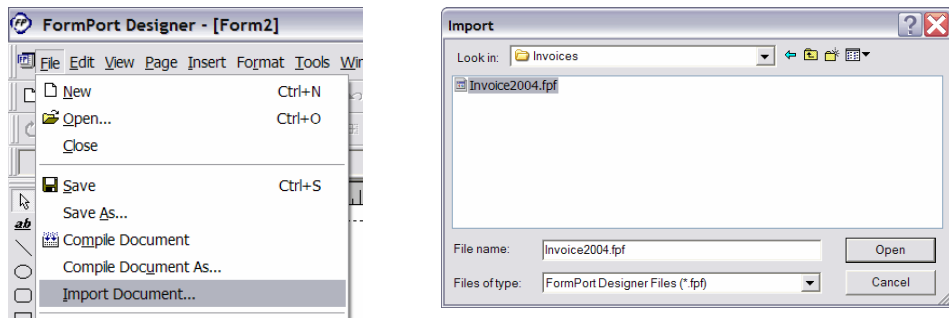 FP FormPort Designer - [Form2]
File Edit View Page Insert Format Tools
New Ctrl+N
Open... Ctrl+O
Close
Save Ctrl+S
Save As...
ab
Compile Document
Compile Document As...
Import Document...
Import
Look in: Invoices
Invoice2004.fpf
File name: Invoice2004.fpf Open
Files of type: FormPort Designer Files (*.fpf) Cancel